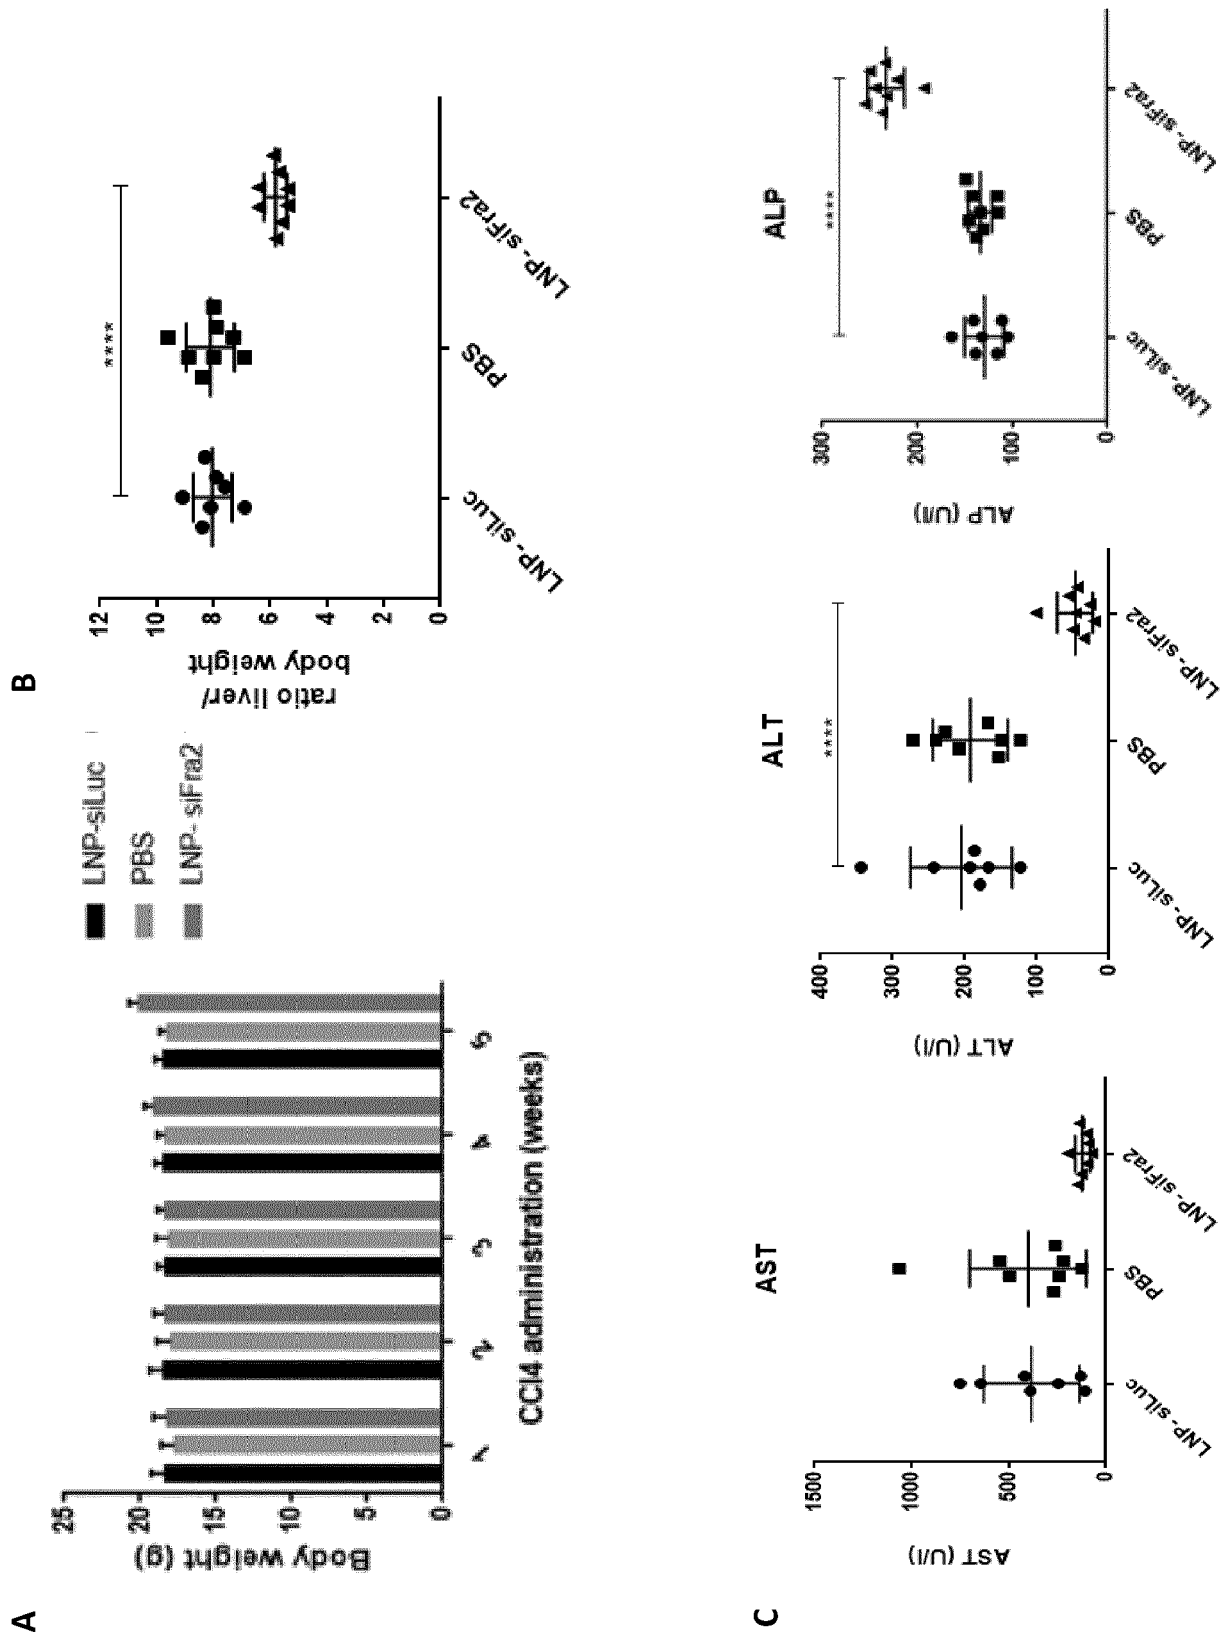 A
Body weight (g)
25
20
15
10
5
0
1
2
3
4
5
CCl4 administration (weeks)
LNP-siLuc
PBS
LNP- siFra2
B
ratio liver/
body weight
12
10
8
6
4
2
0
****
LNP- siLuc
PBS
LNP- siFra2
C
AST
AST (U/l)
1500
1000
500
0
LNP- siLuc
PBS
LNP- siFra2
ALT
ALT (U/l)
400
300
200
100
0
****
LNP- siLuc
PBS
LNP- siFra2
ALP
ALP (U/l)
300
200
100
0
****
LNP- siLuc
PBS
LNP- siFra2